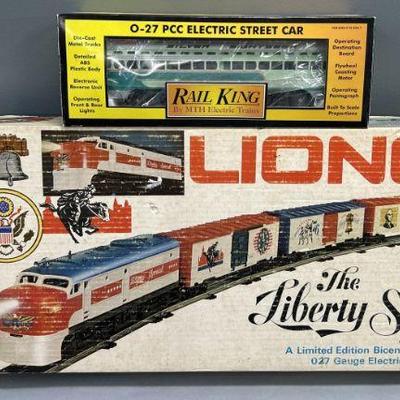 O-27 PCC ELECTRIC STREET CAR
Die-Cast
Metal Trucks
Detailed
ABS
Plastic Body
Electronic
Reverse Unit
Operating
Front & Rear
Lights
RAIL KING
By MTH Electric Trains
Operating
Destination
Board
Flywheel
Coasting
Motor
Operating
Pantograph
Built To Scale
Proportions
LION
The
Liberty S
A Limited Edition Bicen
027 Gauge Electric